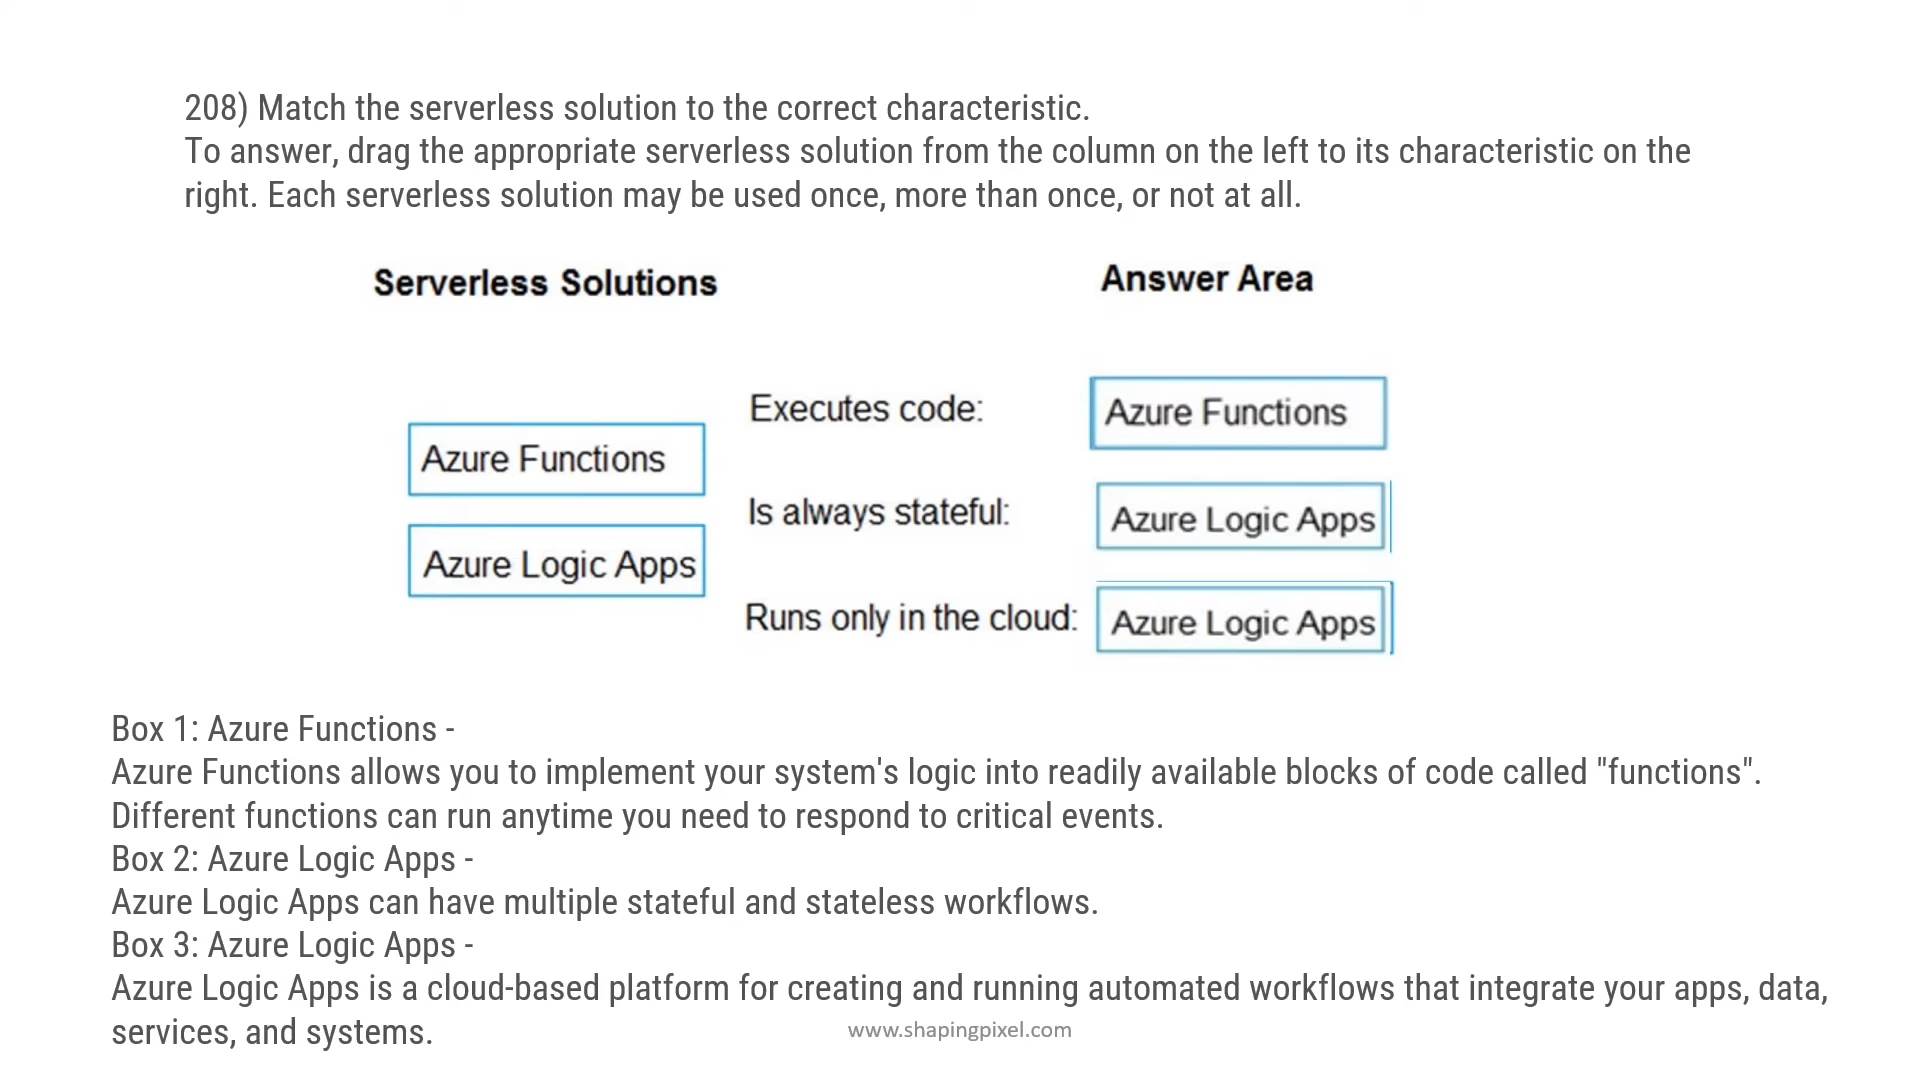 208) Match the serverless solution to the correct characteristic.
To answer, drag the appropriate serverless solution from the column on the left to its characteristic on the
right. Each serverless solution may be used once, more than once, or not at all.
Serverless Solutions
Answer Area
Azure Functions
Azure Logic Apps
Executes code:
Azure Functions
Is always stateful:
Azure Logic Apps
Runs only in the cloud:
Azure Logic Apps
Box 1: Azure Functions -
Azure Functions allows you to implement your system's logic into readily available blocks of code called "functions".
Different functions can run anytime you need to respond to critical events.
Box 2: Azure Logic Apps -
Azure Logic Apps can have multiple stateful and stateless workflows.
Box 3: Azure Logic Apps -
Azure Logic Apps is a cloud-based platform for creating and running automated workflows that integrate your apps, data,
services, and systems.
www.shapingpixel.com